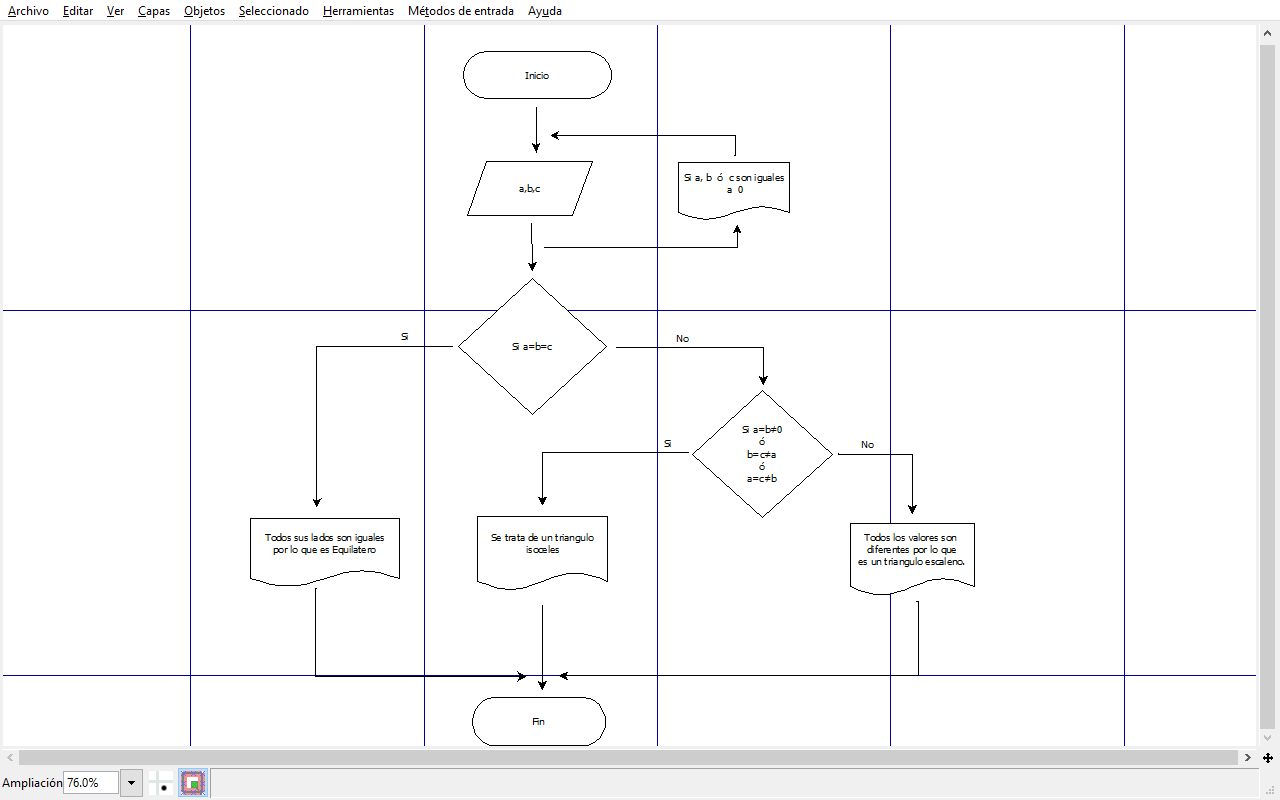 Archivo Editar Ver Capas Objetos Seleccionado Herramientas Métodos de entrada Ayuda
Inicio
a,b,c
Si a, b ó c son iguales
a 0
Si a=b=c
Si
No
Si a=b≠0
ó
b=c≠a
ó
a=c≠b
Si
No
Todos sus lados son iguales
por lo que es Equilatero
Se trata de un triangulo
isoceles
Todos los valores son
diferentes por lo que
es un triangulo escaleno.
Fin
Ampliación 76.0%